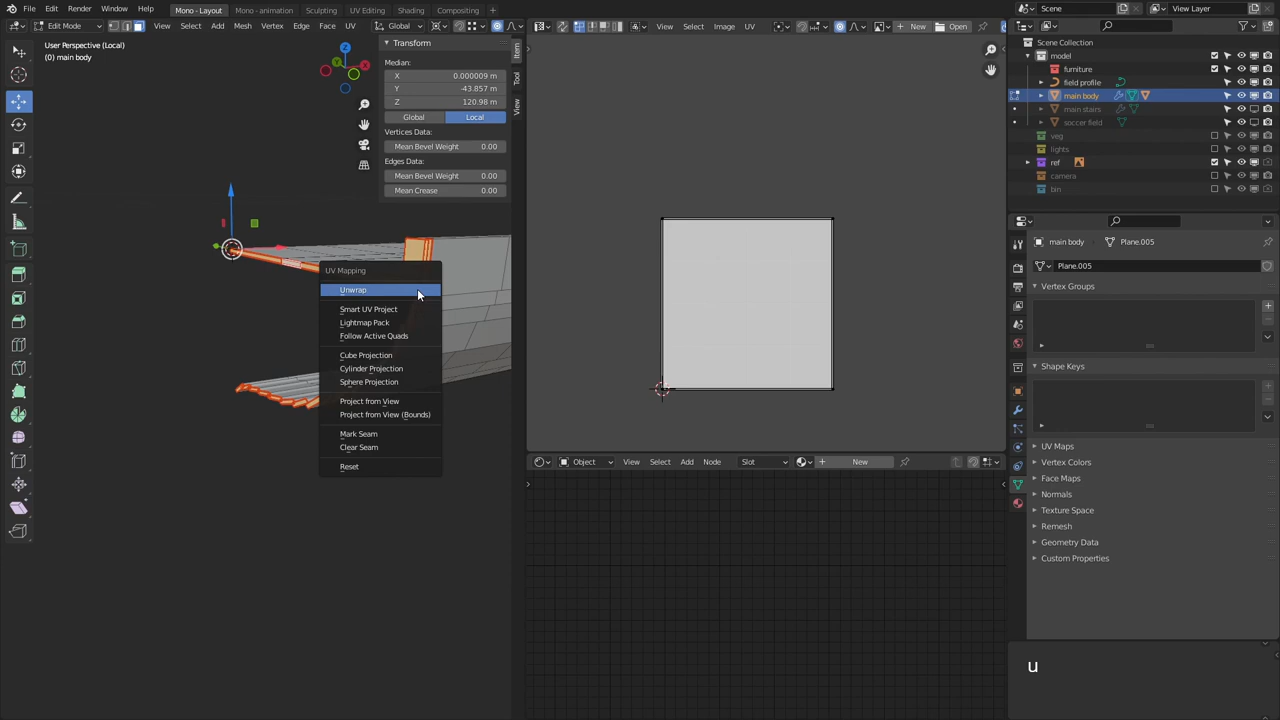 File Edit Render Window Help Mono - Layout Mono - animation UV Editing Shading Compositing Scene View Layer
Edit Mode View Select Add Mesh Vertex Edge Face UV Global View Select Image UV New Open
User Perspective (Local)
(0) main body
Z
Y
Transform
Median:
X 0.000009 m
Y -43.857 m
Z 120.98 m
Global Local
Vertices Data:
Mean Bevel Weight 0.00
Edges Data:
Mean Bevel Weight 0.00
Mean Crease 0.00
Item
Tool
View
UV Mapping
Unwrap
Smart UV Project
Lightmap Pack
Follow Active Quads
Cube Projection
Cylinder Projection
Sphere Projection
Project from View
Project from View (Bounds)
Mark Seam
Clear Seam
Reset
Object View Select Add Node Slot New
Scene Collection
model
furniture
field profile
main body
main stairs
soccer field
veg
lights
ref
camera
bin
main body Plane.005
Plane.005
Vertex Groups
Shape Keys
UV Maps
Vertex Colors
Face Maps
Normals
Texture Space
Remesh
Geometry Data
Custom Properties
u